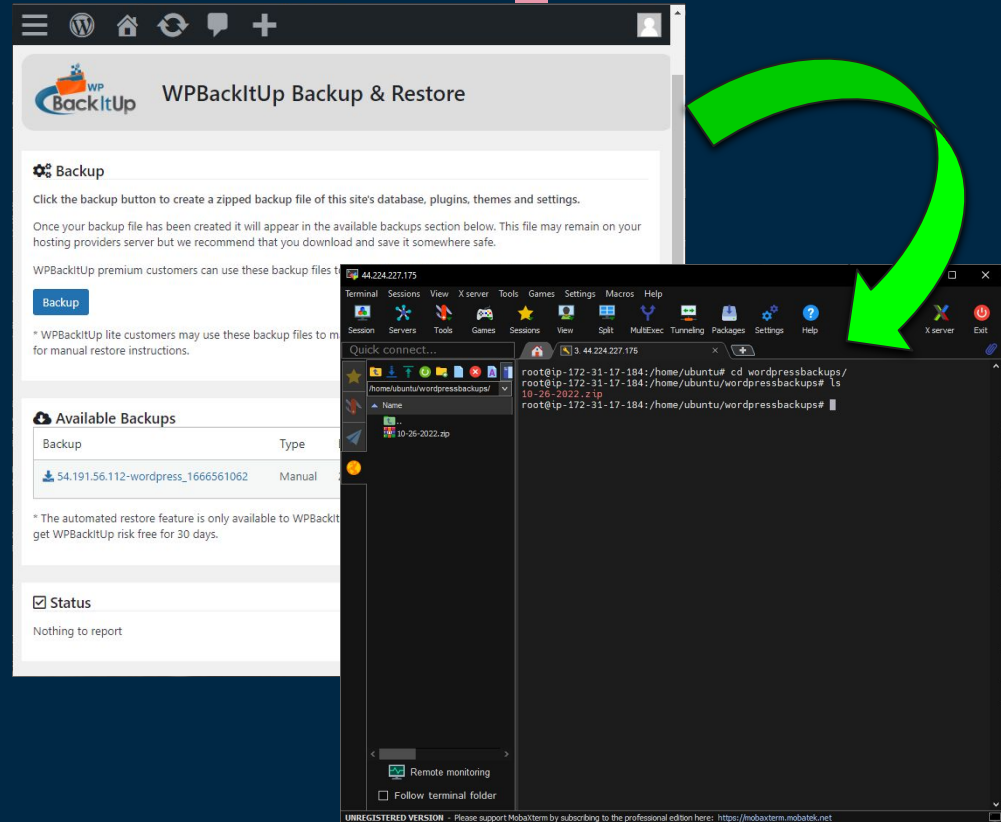 WP
BackItUp
WPBackItUp Backup & Restore
Backup
Click the backup button to create a zipped backup file of this site's database, plugins, themes and settings.
Once your backup file has been created it will appear in the available backups section below. This file may remain on your
hosting providers server but we recommend that you download and save it somewhere safe.
WPBackItUp premium customers can use these backup files t
Backup
* WPBackItUp lite customers may use these backup files to m
for manual restore instructions.
Available Backups
Backup Type
54.191.56.112-wordpress_1666561062 Manual
* The automated restore feature is only available to WPBackIt
get WPBackItUp risk free for 30 days.
Status
Nothing to report
44.224.227.175
Terminal Sessions View X server Tools Games Settings Macros Help
Session Servers Tools Games Sessions View Split MultiExec Tunneling Packages Settings Help X server Exit
Quick connect...
3. 44.224.227.175
/home/ubuntu/wordpressbackups/
Name
..
10-26-2022.zip
root@ip-172-31-17-184:/home/ubuntu# cd wordpressbackups/
root@ip-172-31-17-184:/home/ubuntu/wordpressbackups# ls
10-26-2022.zip
root@ip-172-31-17-184:/home/ubuntu/wordpressbackups#
Remote monitoring
Follow terminal folder
UNREGISTERED VERSION - Please support MobaXterm by subscribing to the professional edition here: https://mobaxterm.mobatek.net